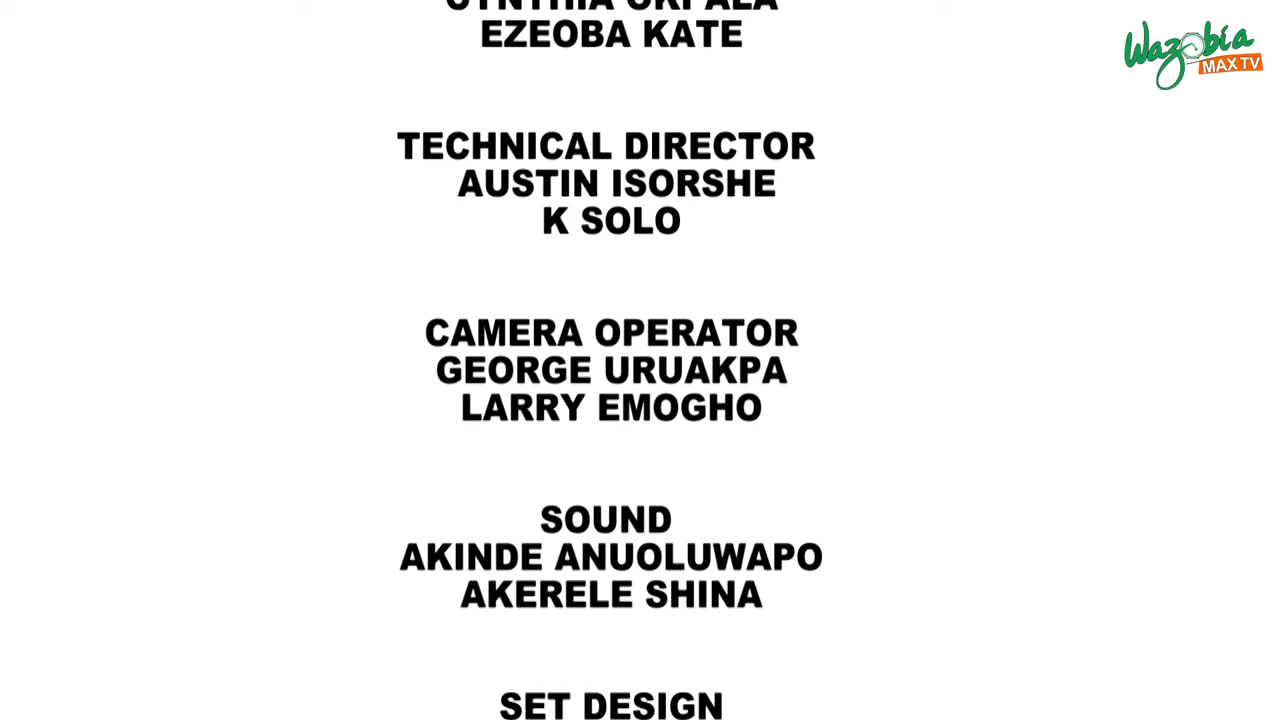 EZEOBA KATE
Wazobia
MAX TV
TECHNICAL DIRECTOR
AUSTIN ISORSHE
K SOLO
CAMERA OPERATOR
GEORGE URUAKPA
LARRY EMOGHO
SOUND
AKINDE ANUOLUWAPO
AKERELE SHINA
SET DESIGN